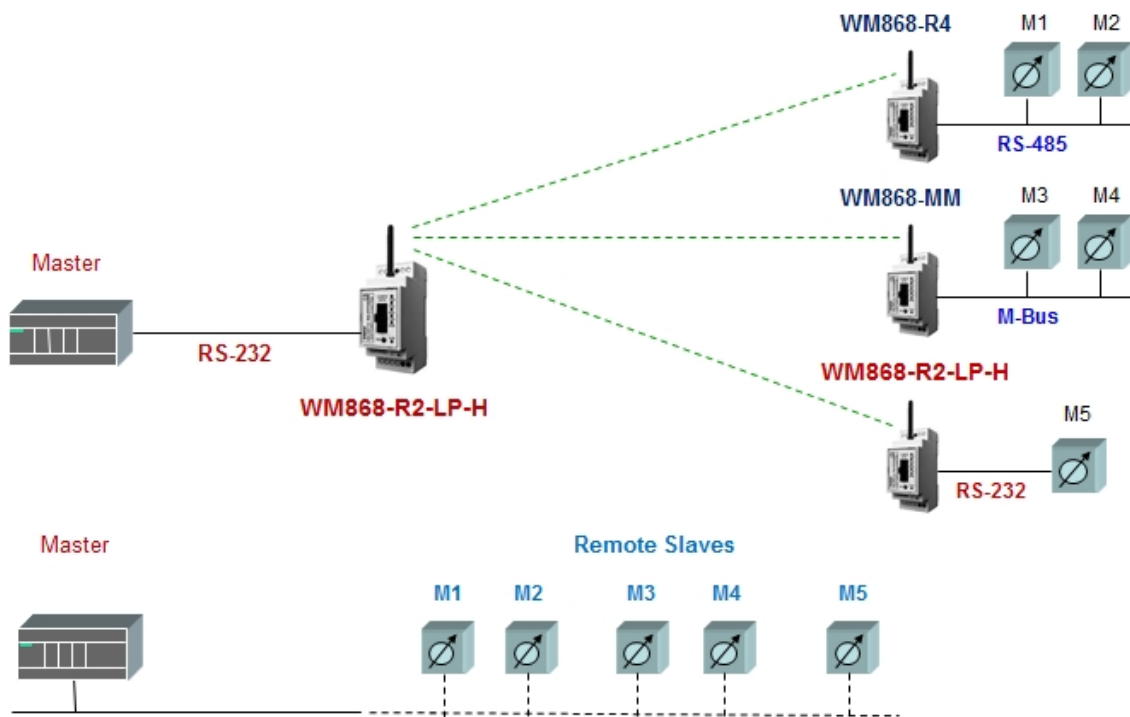 WM868-R4
M1
M2
RS-485
WM868-MM
M3
M4
M-Bus
Master
RS-232
WM868-R2-LP-H
WM868-R2-LP-H
M5
RS-232
Master
Remote Slaves
M1
M2
M3
M4
M5